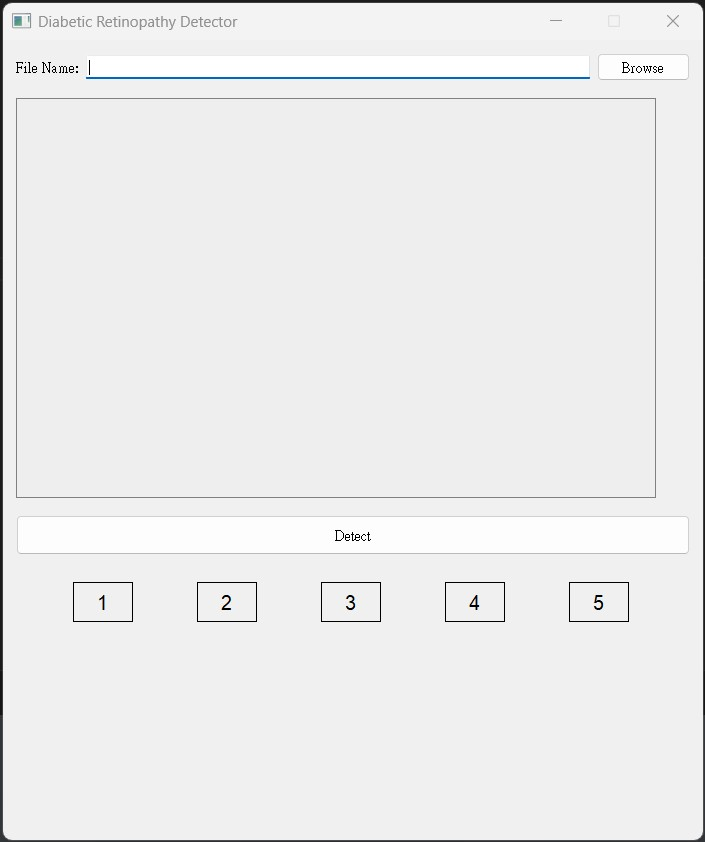 Diabetic Retinopathy Detector
File Name: Browse
Detect
1 2 3 4 5